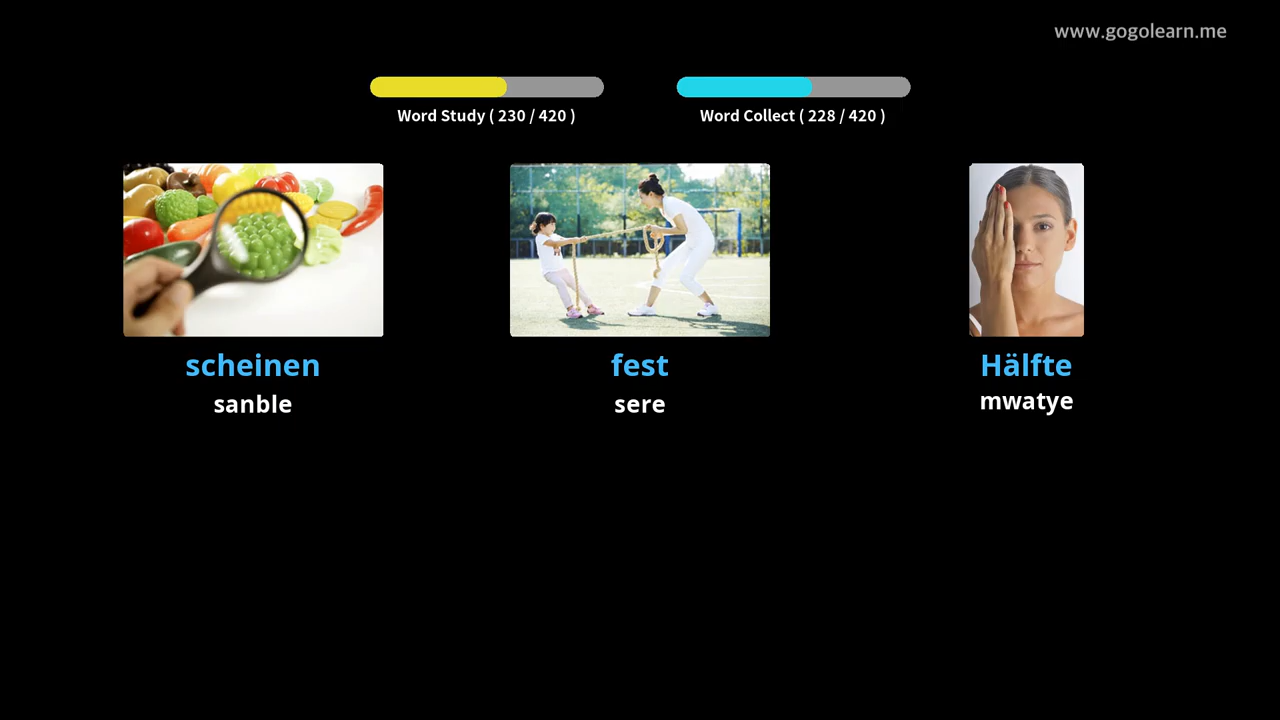 www.gogolearn.me
Word Study ( 230 / 420 )
Word Collect ( 228 / 420 )
scheinen
sanble
fest
sere
Hälfte
mwatye